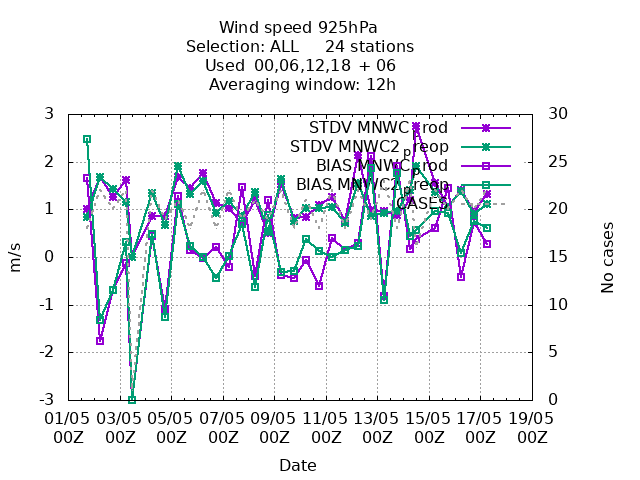 Wind speed 925hPa
Selection: ALL 24 stations
Used 00,06,12,18 + 06
Averaging window: 12h
STDV MNWC_prod
STDV MNWC2_preop
BIAS MNWC_prod
BIAS MNWC2_preop
CASES
3
2
1
0
-1
-2
-3
30
25
20
15
10
5
0
m/s
No cases
01/05 03/05 05/05 07/05 09/05 11/05 13/05 15/05 17/05 19/05
00Z 00Z 00Z 00Z 00Z 00Z 00Z 00Z 00Z 00Z
Date